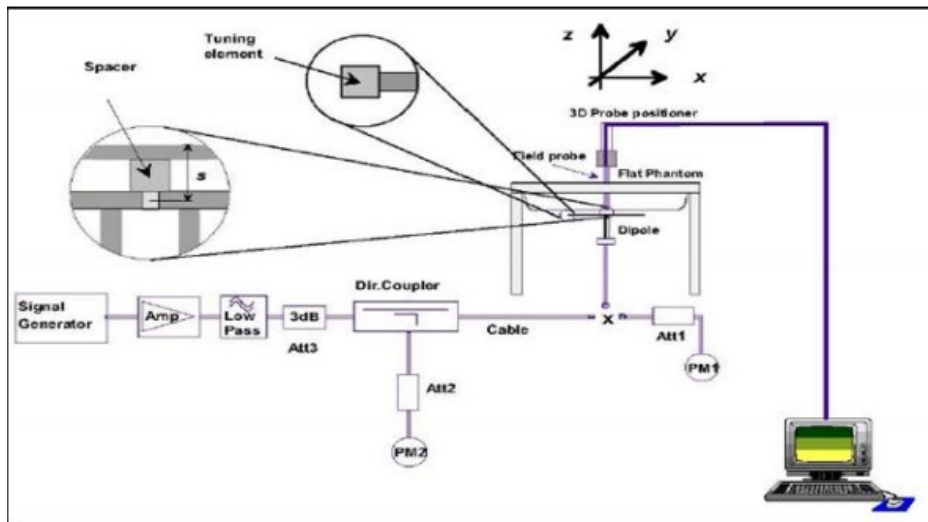 Tuning
element
Spacer
s
z
y
x
3D Probe positioner
Field probe
Flat Phantom
Dipole
Signal
Generator
Amp
Low
Pass
3dB
Att3
Dir.Coupler
Cable
x
Att1
PM1
Att2
PM2